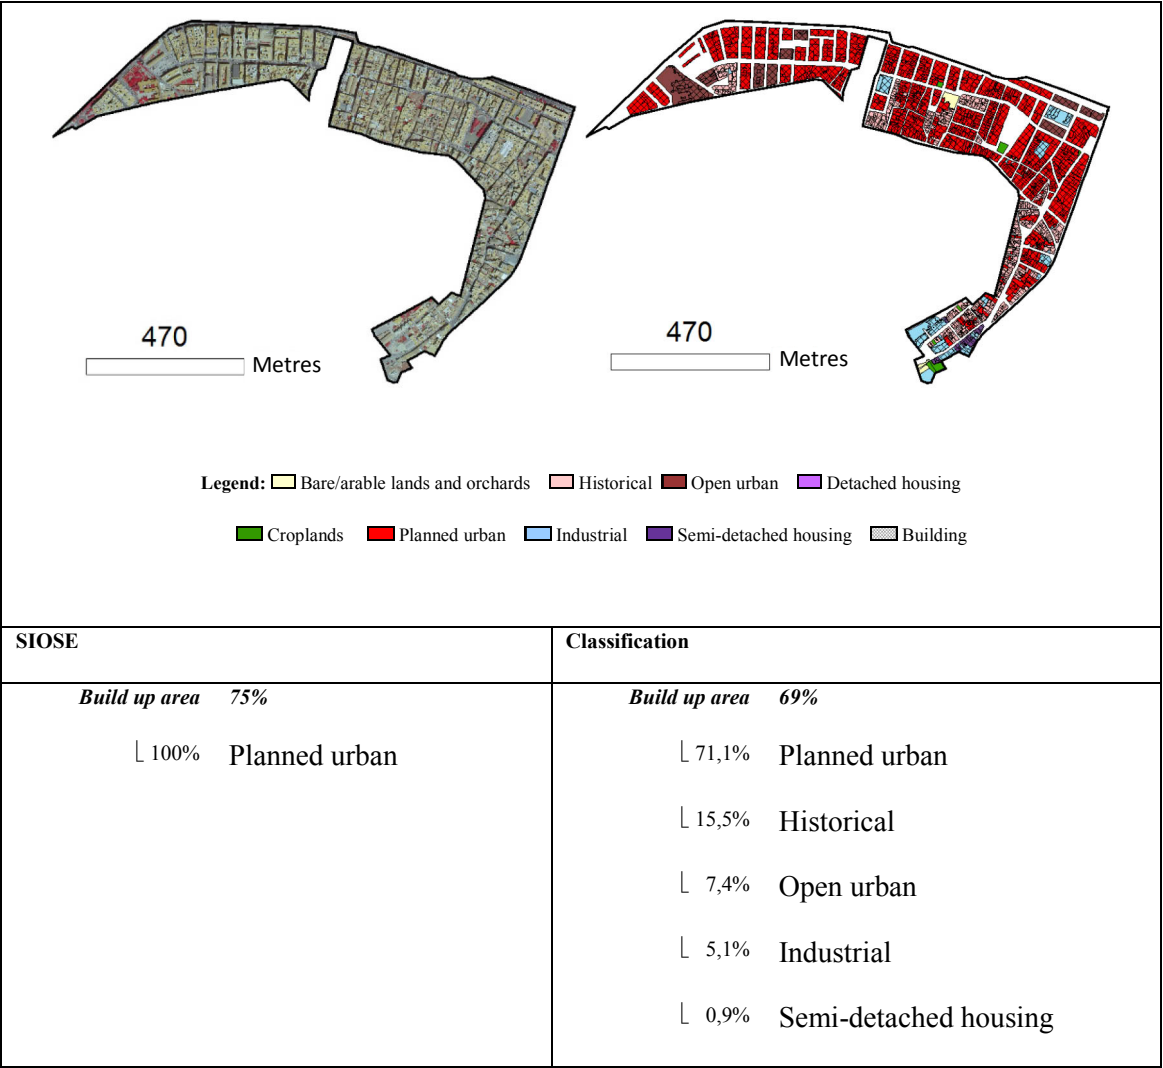 470
Metres
470
Metres
Legend: Bare/arable lands and orchards Historical Open urban Detached housing
Croplands Planned urban Industrial Semi-detached housing Building
SIOSE
Classification
Build up area 75%
100% Planned urban
Build up area 69%
71,1% Planned urban
15,5% Historical
7,4% Open urban
5,1% Industrial
0,9% Semi-detached housing